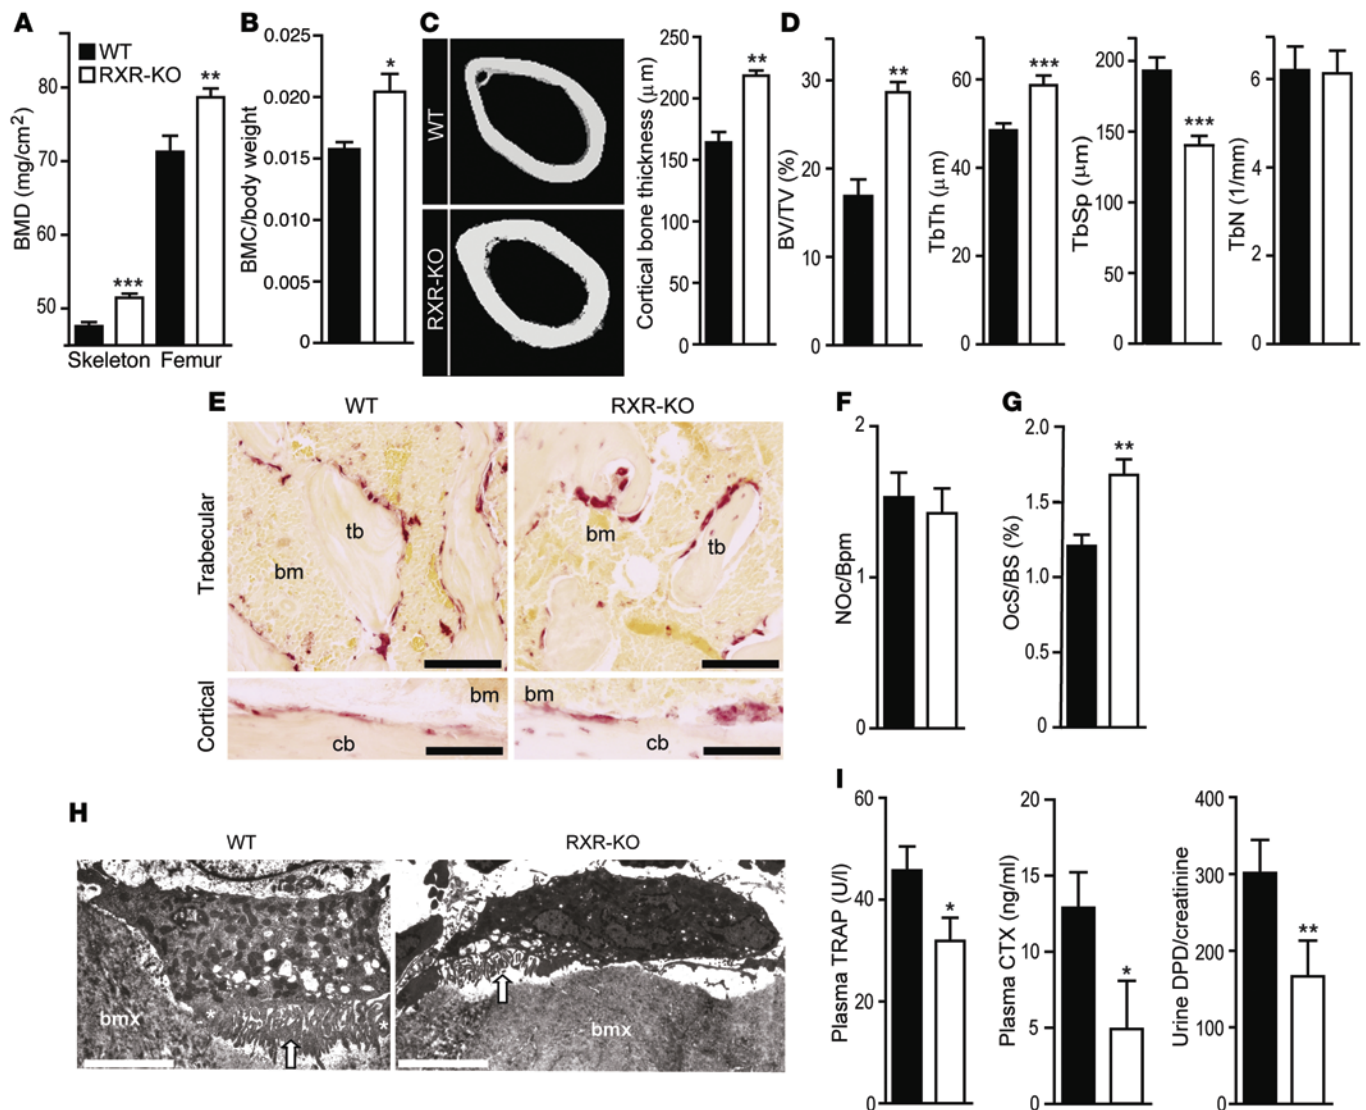 A
WT
RXR-KO
BMD (mg/cm²)
80
70
60
50
***
**
Skeleton
Femur
B
BMC/body weight
0.025
0.020
0.015
0.010
0.005
0
*
C
WT
RXR-KO
Cortical bone thickness (μm)
250
200
150
100
50
0
**
D
BV/TV (%)
30
20
10
0
**
TbTh (μm)
60
40
20
0
***
TbSp (μm)
200
150
100
50
0
***
TbN (1/mm)
6
4
2
0
E
WT
RXR-KO
Trabecular
tb
bm
bm
tb
Cortical
bm
cb
bm
cb
F
NOc/Bpm
2
1
0
G
OcS/BS (%)
2.0
1.5
1.0
0.5
0
**
H
WT
RXR-KO
bmx
*
*
bmx
I
Plasma TRAP (U/l)
60
40
20
0
*
Plasma CTX (ng/ml)
20
15
10
5
0
*
Urine DPD/creatinine
400
300
200
100
0
**